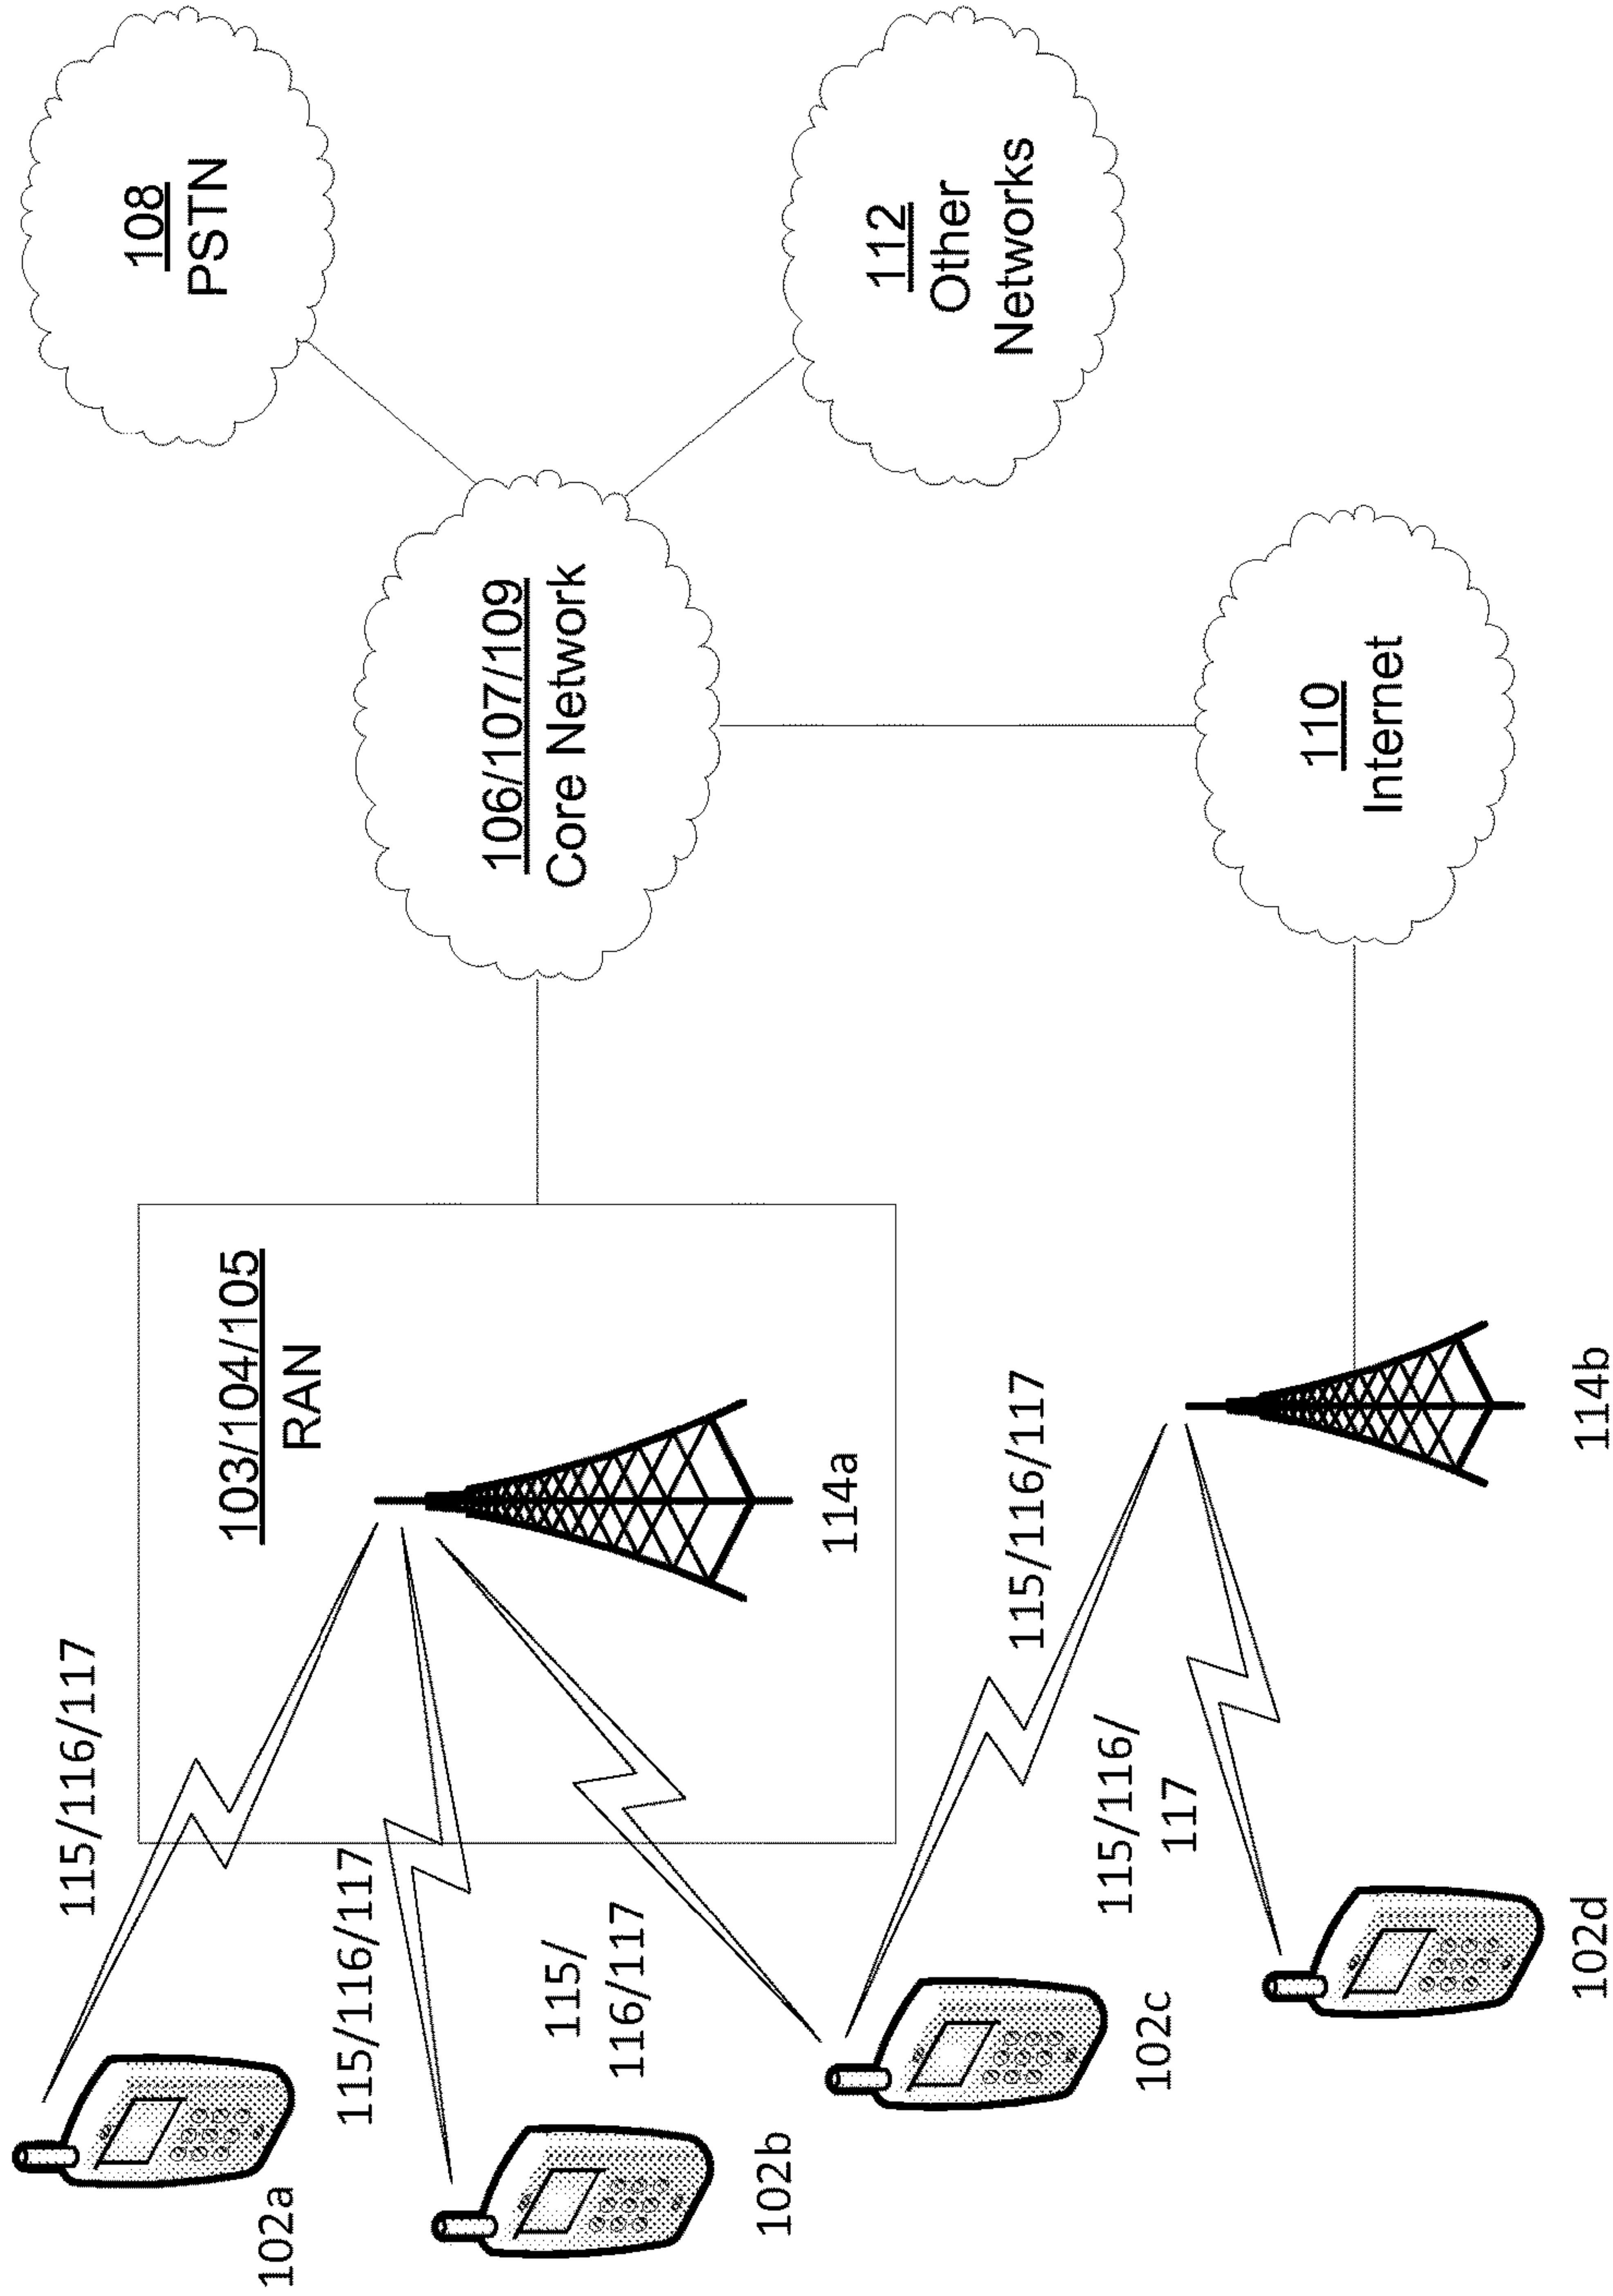 115/116/117
102a
103/104/105
RAN
115/116/117
102b
115/
116/117
114a
102c
115/116/117
115/116/
117
102d
114b
106/107/109
Core Network
108
PSTN
112
Other
Networks
110
Internet